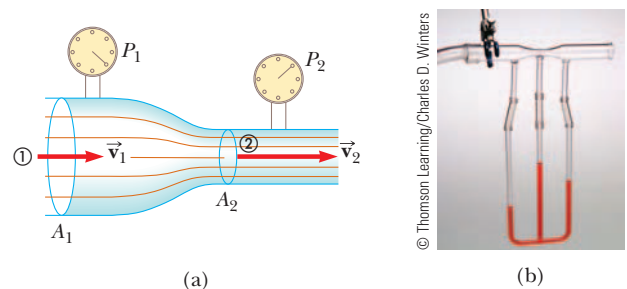 P1
P2
①
v⃗1
②
v⃗2
A1
A2
(a)
© Thomson Learning/Charles D. Winters
(b)